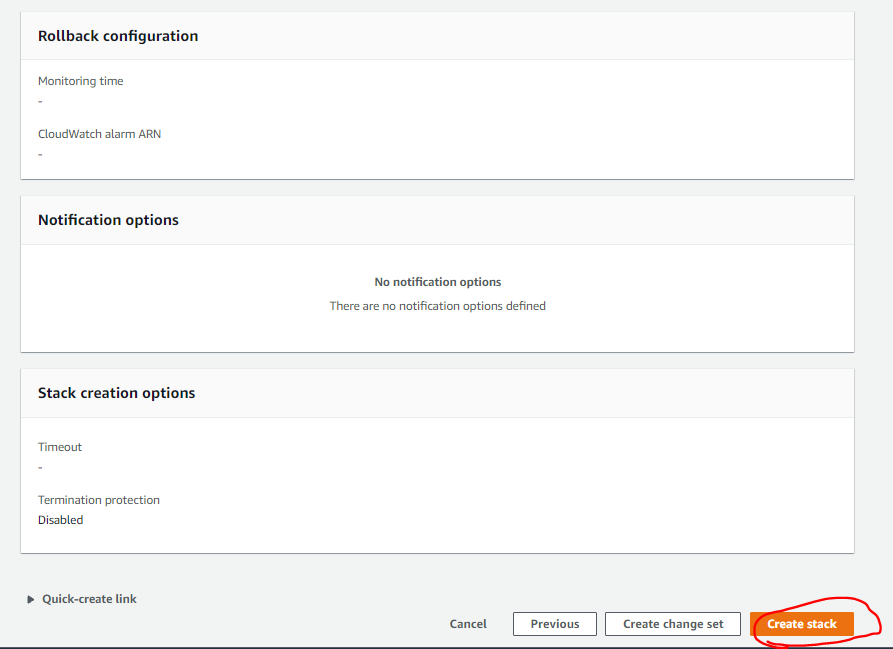 Rollback configuration
Monitoring time
-
CloudWatch alarm ARN
-
Notification options
No notification options
There are no notification options defined
Stack creation options
Timeout
-
Termination protection
Disabled
Quick-create link
Cancel Previous Create change set Create stack